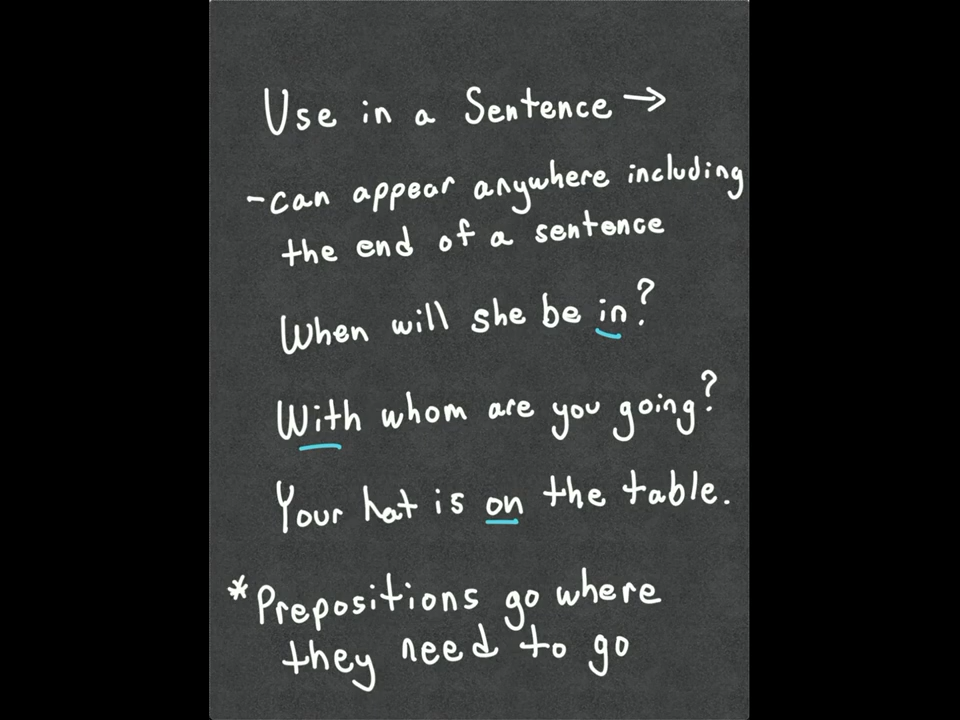 Use in a Sentence →
-can appear anywhere including
the end of a sentence
When will she be in?
With whom are you going?
Your hat is on the table.
*Prepositions go where
they need to go